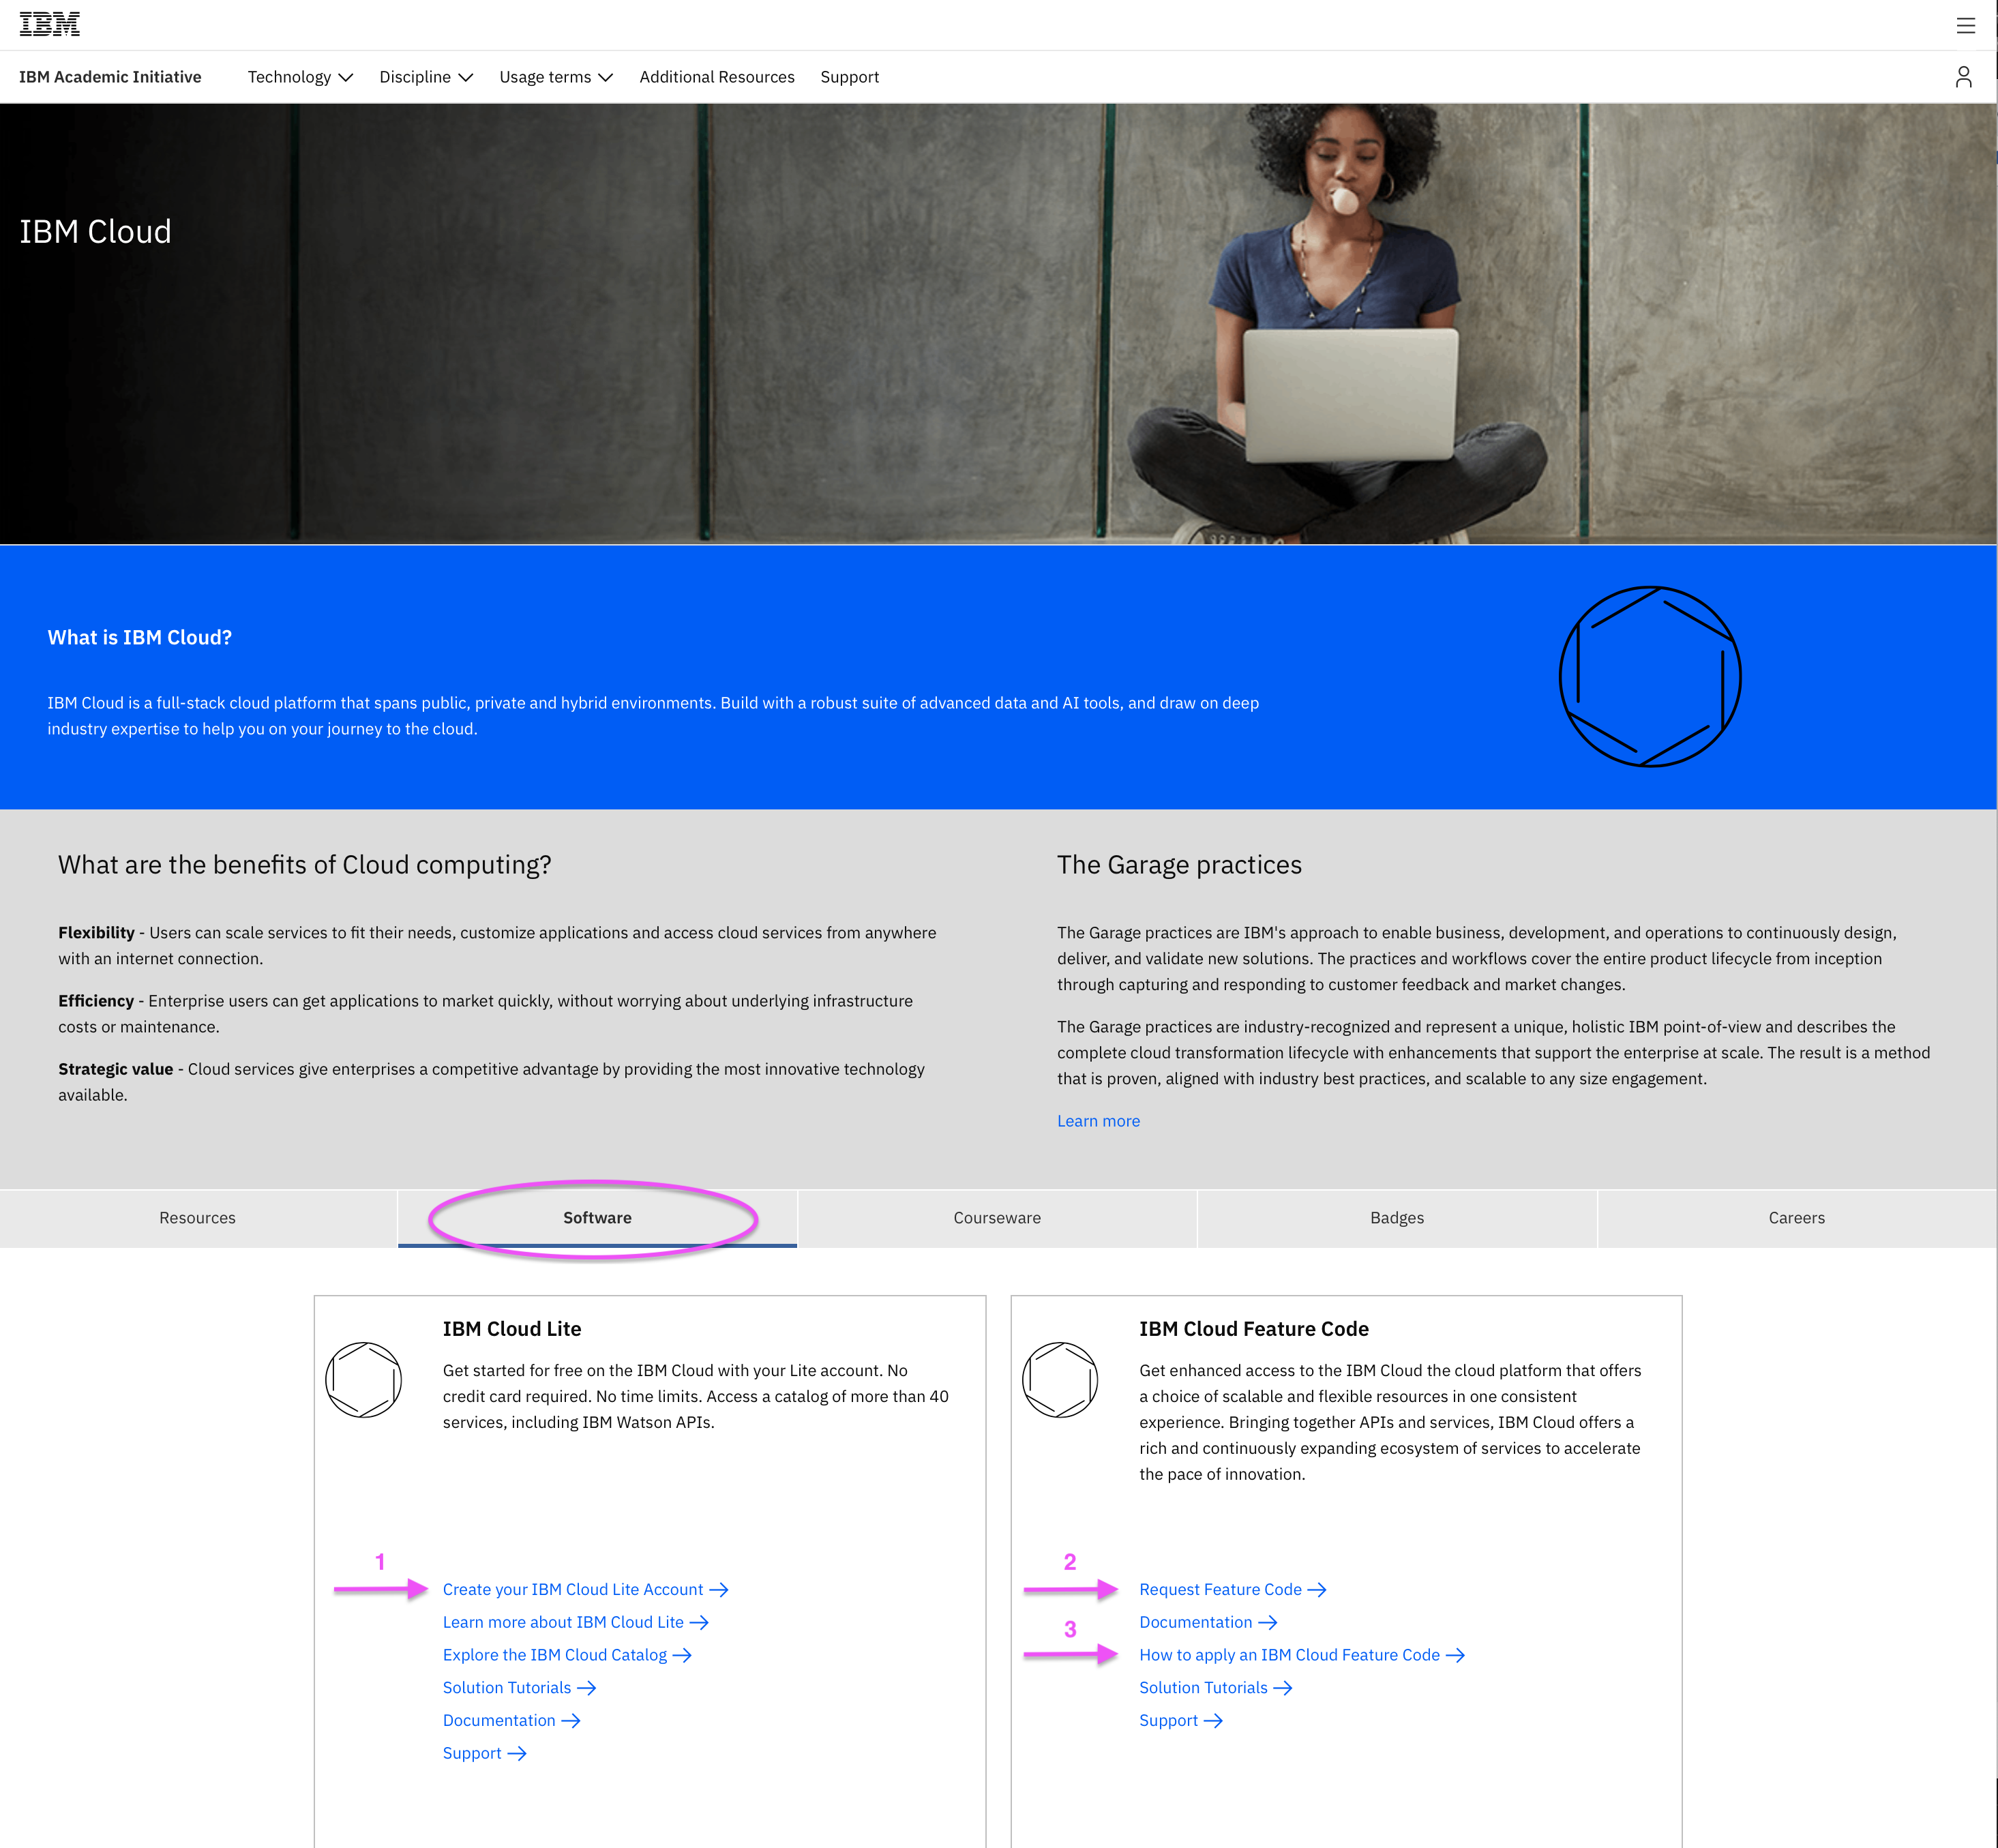 IBM
IBM Academic Initiative
Technology
Discipline
Usage terms
Additional Resources
Support
IBM Cloud
What is IBM Cloud?
IBM Cloud is a full-stack cloud platform that spans public, private and hybrid environments. Build with a robust suite of advanced data and AI tools, and draw on deep
industry expertise to help you on your journey to the cloud.
What are the benefits of Cloud computing?
Flexibility - Users can scale services to fit their needs, customize applications and access cloud services from anywhere
with an internet connection.
Efficiency - Enterprise users can get applications to market quickly, without worrying about underlying infrastructure
costs or maintenance.
Strategic value - Cloud services give enterprises a competitive advantage by providing the most innovative technology
available.
The Garage practices
The Garage practices are IBM's approach to enable business, development, and operations to continuously design,
deliver, and validate new solutions. The practices and workflows cover the entire product lifecycle from inception
through capturing and responding to customer feedback and market changes.
The Garage practices are industry-recognized and represent a unique, holistic IBM point-of-view and describes the
complete cloud transformation lifecycle with enhancements that support the enterprise at scale. The result is a method
that is proven, aligned with industry best practices, and scalable to any size engagement.
Learn more
Resources
Software
Courseware
Badges
Careers
IBM Cloud Lite
Get started for free on the IBM Cloud with your Lite account. No
credit card required. No time limits. Access a catalog of more than 40
services, including IBM Watson APIs.
1
Create your IBM Cloud Lite Account
Learn more about IBM Cloud Lite
Explore the IBM Cloud Catalog
Solution Tutorials
Documentation
Support
IBM Cloud Feature Code
Get enhanced access to the IBM Cloud the cloud platform that offers
a choice of scalable and flexible resources in one consistent
experience. Bringing together APIs and services, IBM Cloud offers a
rich and continuously expanding ecosystem of services to accelerate
the pace of innovation.
2
Request Feature Code
Documentation
3
How to apply an IBM Cloud Feature Code
Solution Tutorials
Support